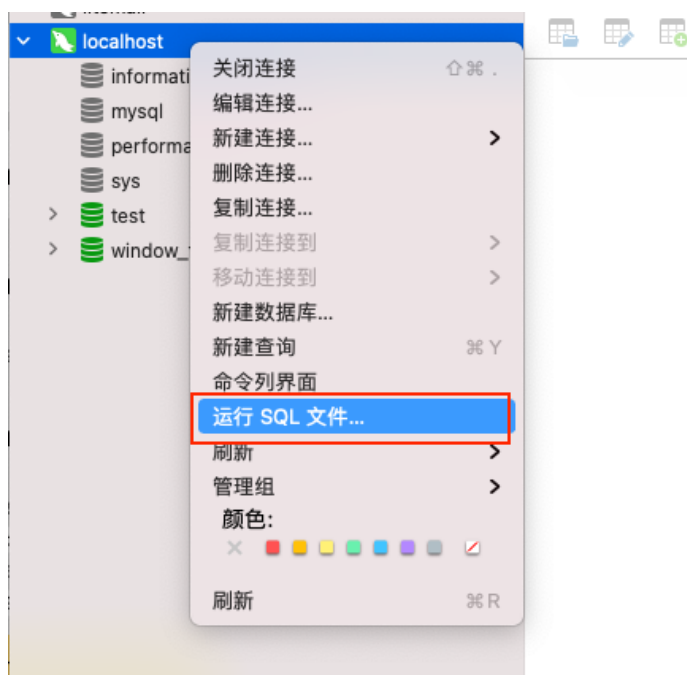 localhost
informati
mysql
performa
sys
test
window_
关闭连接 ⇧⌘ .
编辑连接...
新建连接...
删除连接...
复制连接...
复制连接到
移动连接到
新建数据库...
新建查询 ⌘ Y
命令列界面
运行 SQL 文件...
刷新
管理组
颜色:
刷新 ⌘ R